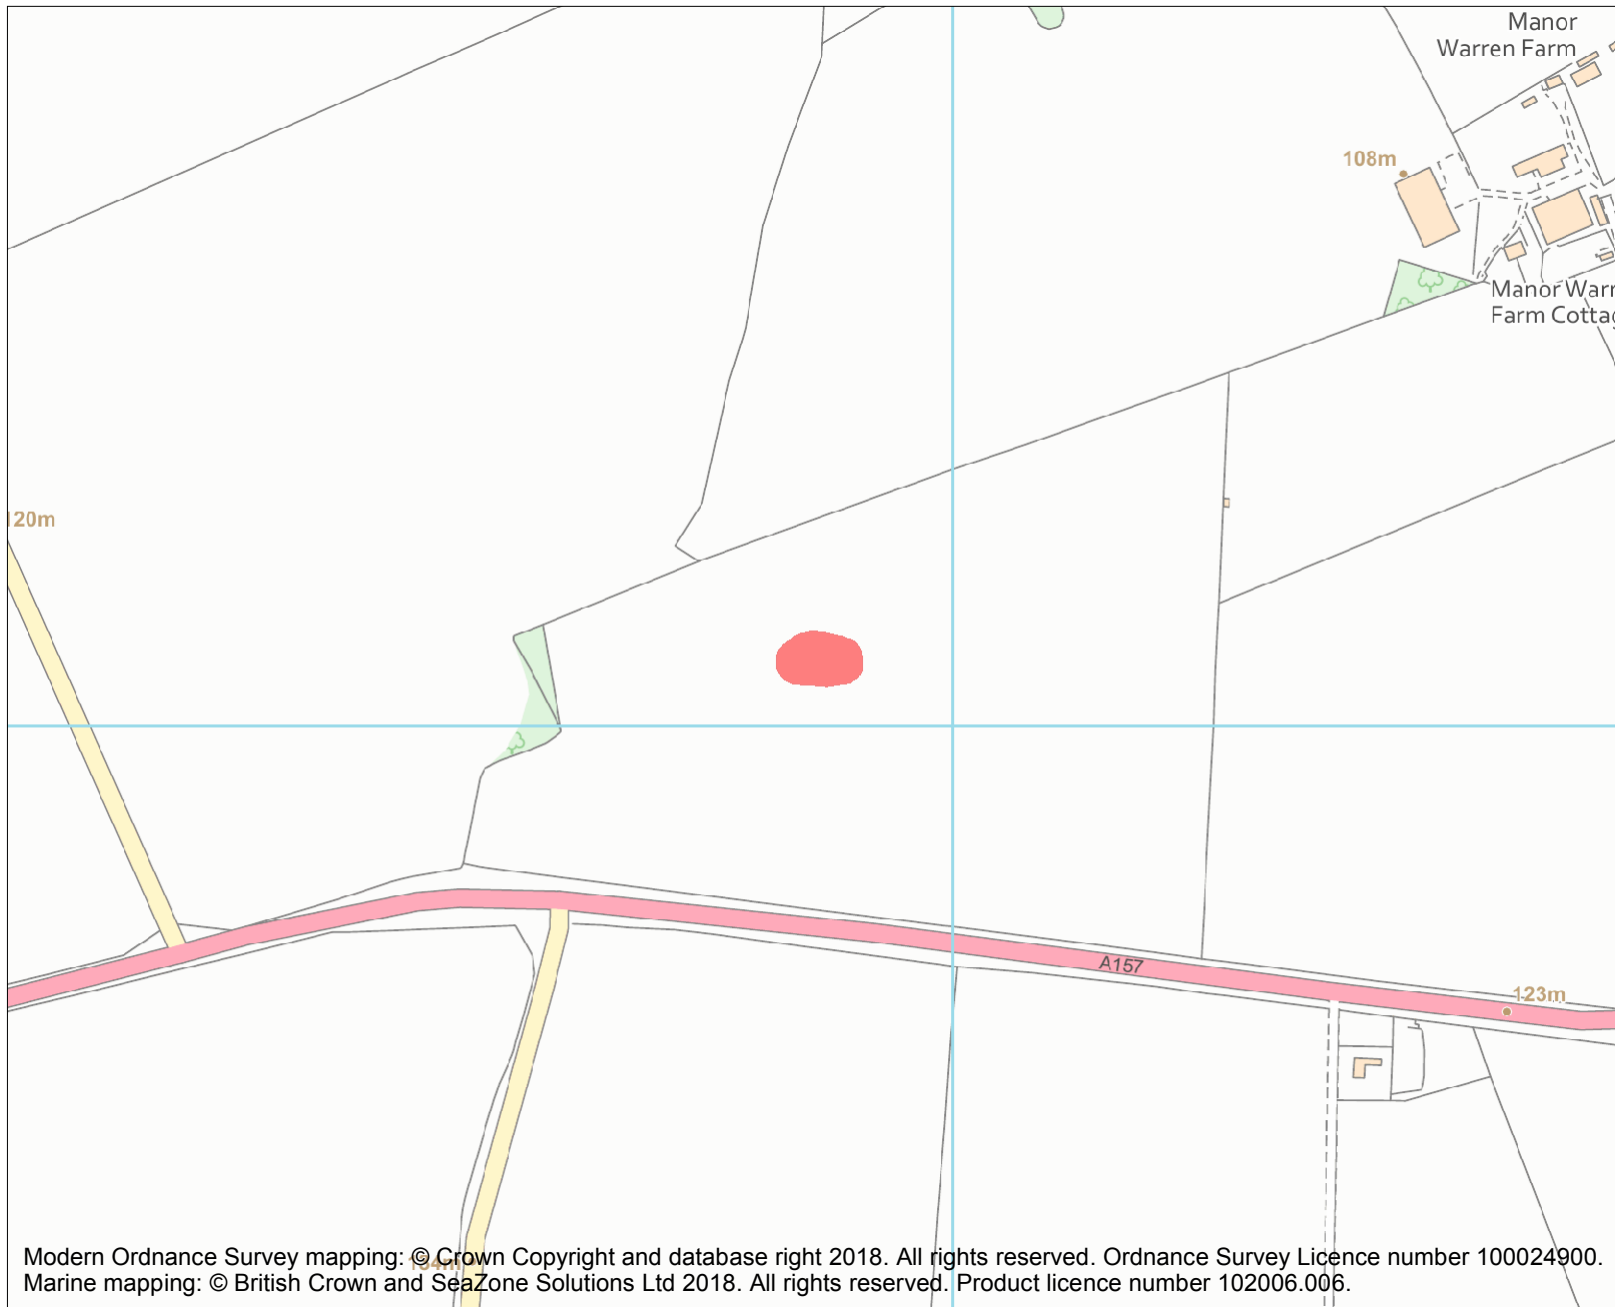 Manor
Warren Farm
108m
Manor Warr
Farm Cotta
120m
A157
123m
Modern Ordnance Survey mapping: © Crown Copyright and database right 2018. All rights reserved. Ordnance Survey Licence number 100024900.
Marine mapping: © British Crown and SeaZone Solutions Ltd 2018. All rights reserved. Product licence number 102006.006.